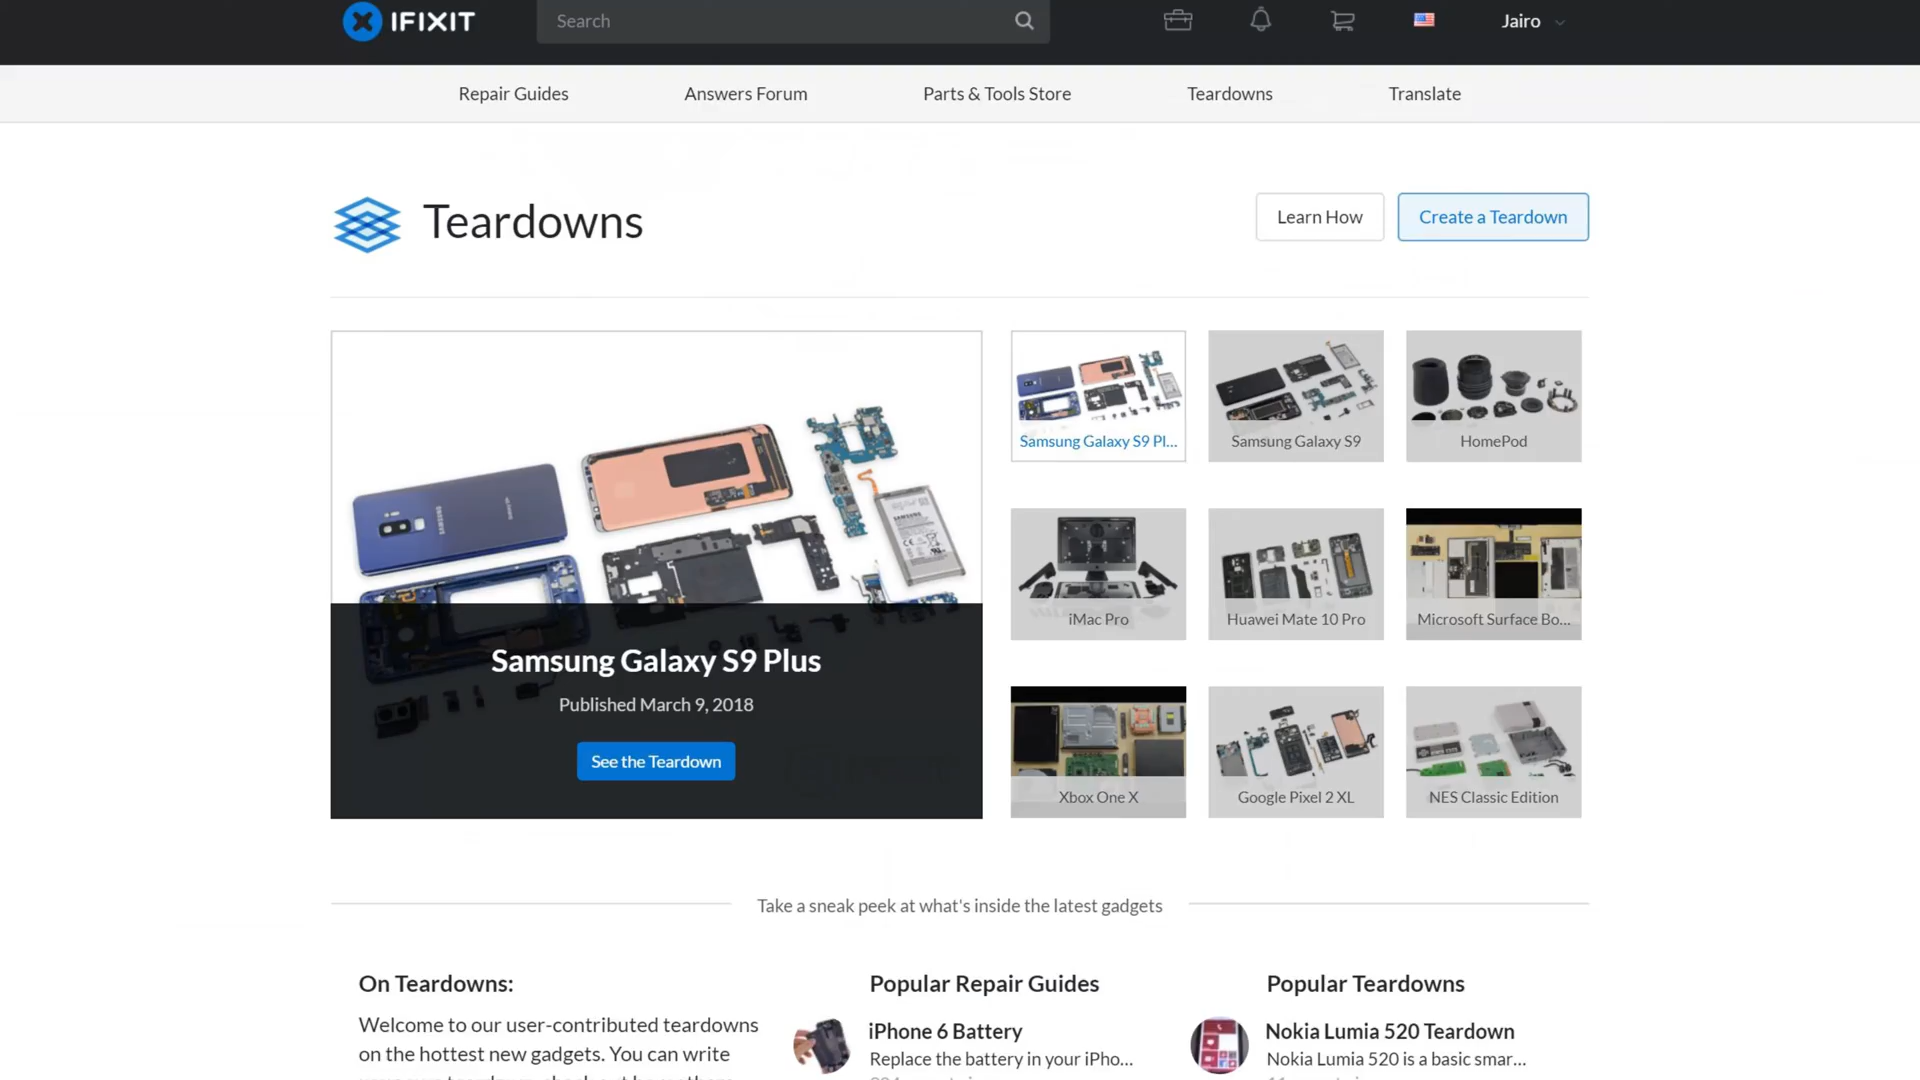 IFIXIT
Search
Jairo
Repair Guides
Answers Forum
Parts & Tools Store
Teardowns
Translate
Teardowns
Learn How
Create a Teardown
Samsung Galaxy S9 Pl...
Samsung Galaxy S9
HomePod
SAMSUNG
SAMSUNG
iMac Pro
Huawei Mate 10 Pro
Microsoft Surface Bo...
Samsung Galaxy S9 Plus
Published March 9, 2018
See the Teardown
Xbox One X
Google Pixel 2 XL
NES Classic Edition
Take a sneak peek at what's inside the latest gadgets
On Teardowns:
Welcome to our user-contributed teardowns
on the hottest new gadgets. You can write
Popular Repair Guides
iPhone 6 Battery
Replace the battery in your iPho...
Popular Teardowns
Nokia Lumia 520 Teardown
Nokia Lumia 520 is a basic smar...